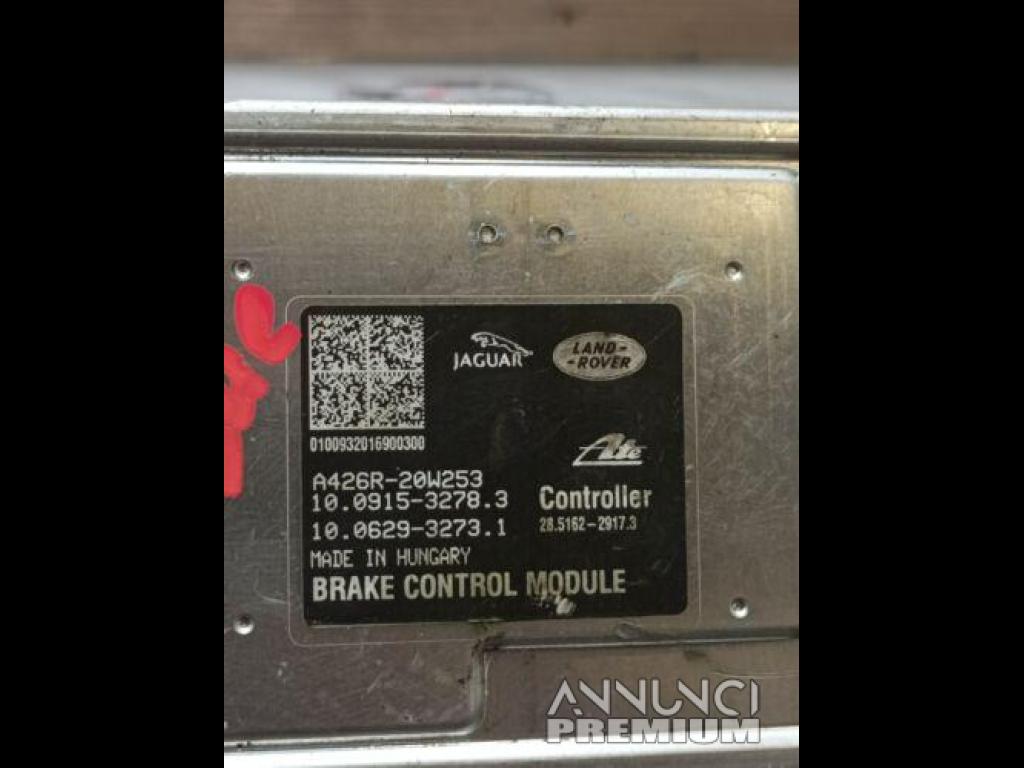 JAGUAR
LAND-
-ROVER
0100932016900300
Ate
A426R-20W253
10.0915-3278.3
Controller
10.0629-3273.1
28.5162-2917.3
MADE IN HUNGARY
BRAKE CONTROL MODULE
ANNUNCI
PREMIUM